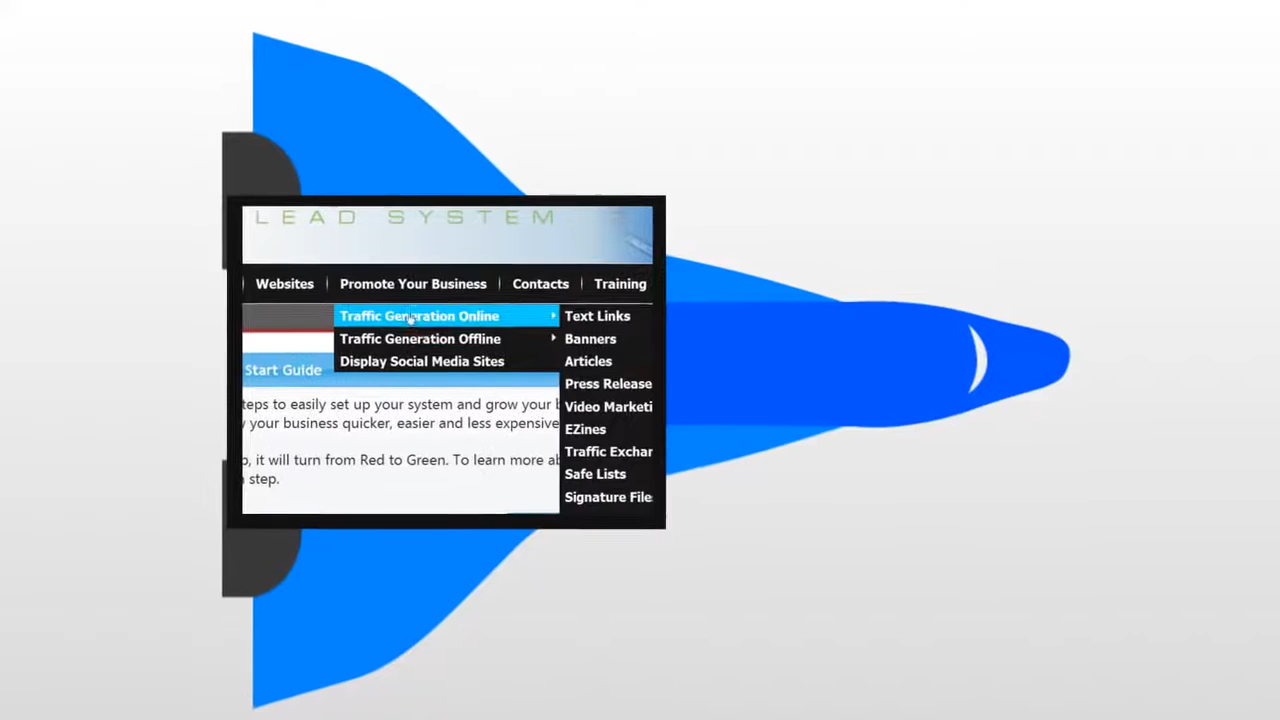 LEAD SYSTEM
Websites Promote Your Business Contacts Training
Traffic Generation Online Text Links
Traffic Generation Offline Banners
Display Social Media Sites Articles
Start Guide Press Release
teps to easily set up your system and grow your b Video Marketi
your business quicker, easier and less expensive EZines
p, it will turn from Red to Green. To learn more ab Traffic Exchan
step. Safe Lists
Signature File